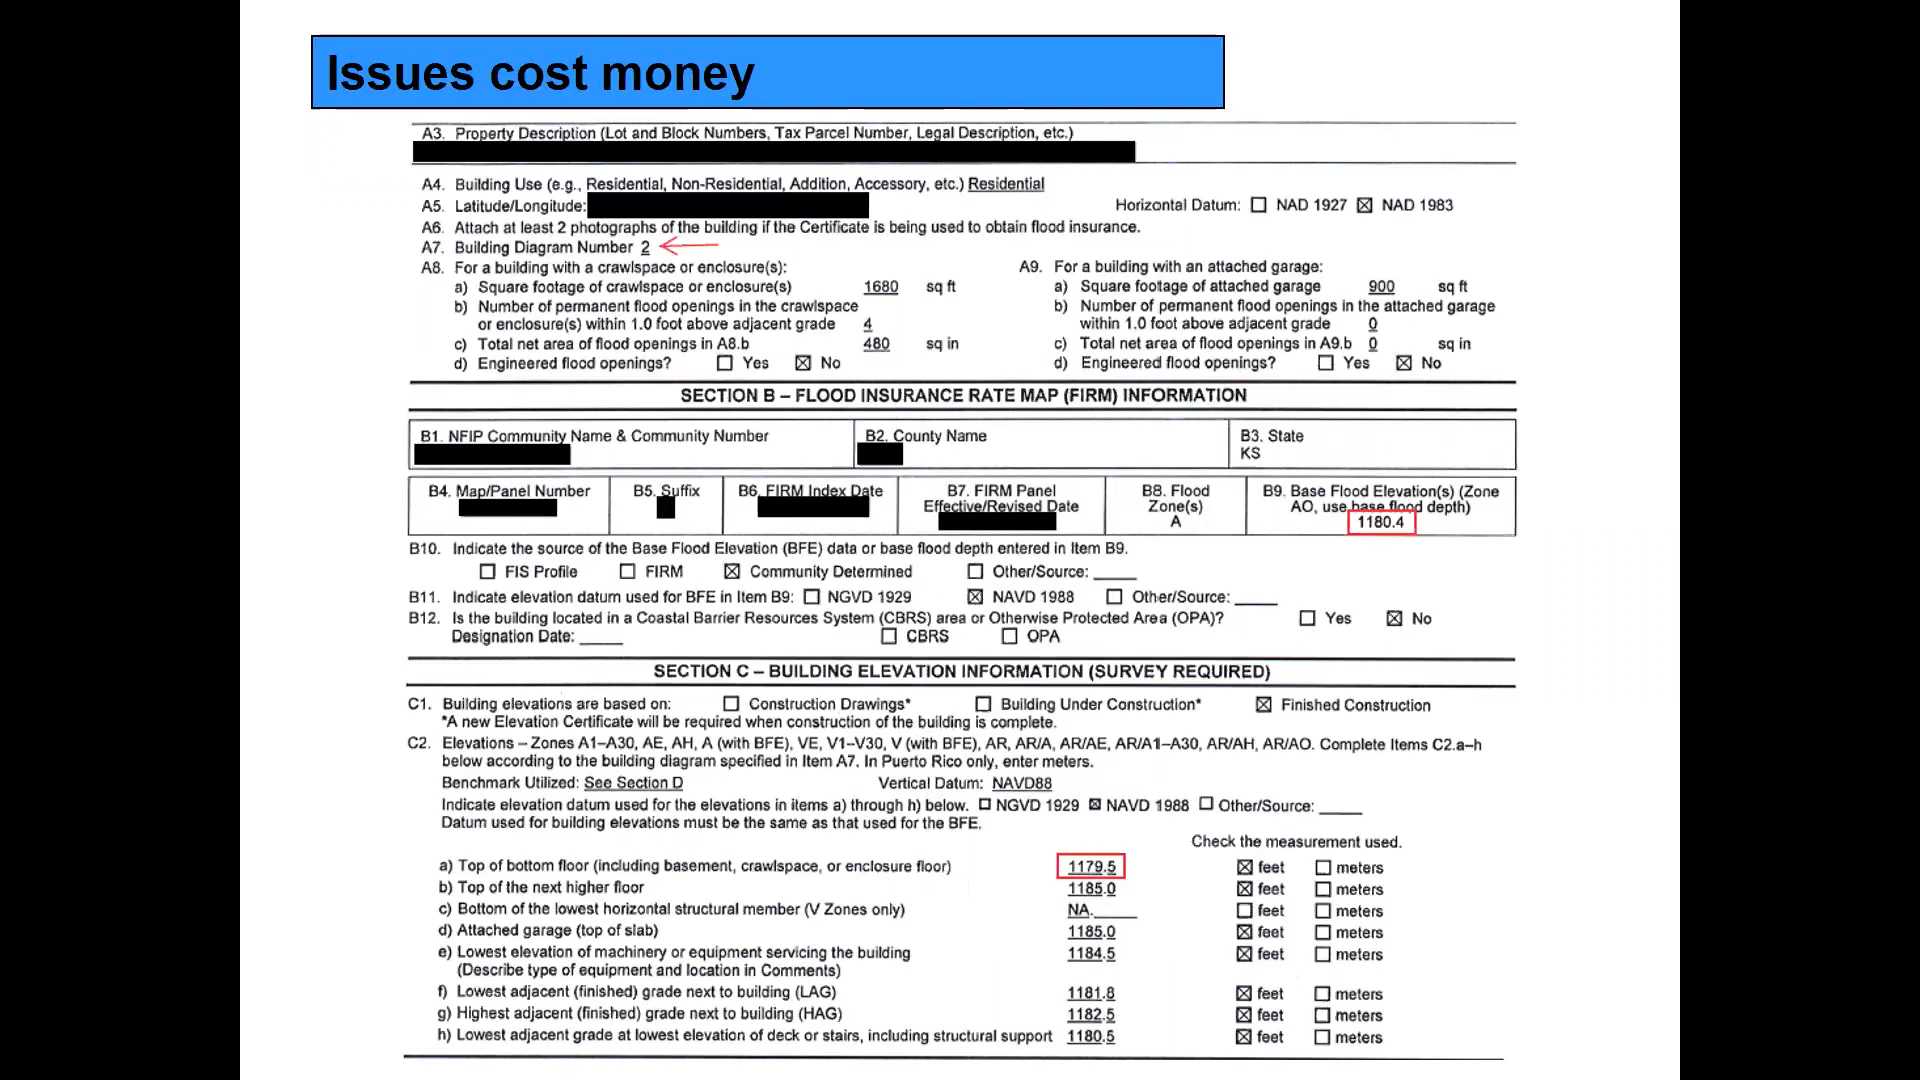 Issues cost money
A3. Property Description (Lot and Block Numbers, Tax Parcel Number, Legal Description, etc.)
A4. Building Use (e.g., Residential, Non-Residential, Addition, Accessory, etc.) Residential
A5. Latitude/Longitude: Horizontal Datum: ☐ NAD 1927 ☒ NAD 1983
A6. Attach at least 2 photographs of the building if the Certificate is being used to obtain flood insurance.
A7. Building Diagram Number 2
A8. For a building with a crawlspace or enclosure(s):
a) Square footage of crawlspace or enclosure(s) 1680 sq ft
b) Number of permanent flood openings in the crawlspace
or enclosure(s) within 1.0 foot above adjacent grade 4
c) Total net area of flood openings in A8.b 480 sq in
d) Engineered flood openings? ☐ Yes ☒ No
A9. For a building with an attached garage:
a) Square footage of attached garage 900 sq ft
b) Number of permanent flood openings in the attached garage
within 1.0 foot above adjacent grade 0
c) Total net area of flood openings in A9.b 0 sq in
d) Engineered flood openings? ☐ Yes ☒ No
SECTION B – FLOOD INSURANCE RATE MAP (FIRM) INFORMATION
B1. NFIP Community Name & Community Number
B2. County Name
B3. State
KS
B4. Map/Panel Number
B5. Suffix
B6. FIRM Index Date
B7. FIRM Panel
Effective/Revised Date
B8. Flood
Zone(s)
A
B9. Base Flood Elevation(s) (Zone
AO, use base flood depth)
1180.4
B10. Indicate the source of the Base Flood Elevation (BFE) data or base flood depth entered in Item B9.
☐ FIS Profile ☐ FIRM ☒ Community Determined ☐ Other/Source:
B11. Indicate elevation datum used for BFE in Item B9: ☐ NGVD 1929 ☒ NAVD 1988 ☐ Other/Source:
B12. Is the building located in a Coastal Barrier Resources System (CBRS) area or Otherwise Protected Area (OPA)? ☐ Yes ☒ No
Designation Date: ☐ CBRS ☐ OPA
SECTION C – BUILDING ELEVATION INFORMATION (SURVEY REQUIRED)
C1. Building elevations are based on: ☐ Construction Drawings* ☐ Building Under Construction* ☒ Finished Construction
*A new Elevation Certificate will be required when construction of the building is complete.
C2. Elevations – Zones A1–A30, AE, AH, A (with BFE), VE, V1–V30, V (with BFE), AR, AR/A, AR/AE, AR/A1–A30, AR/AH, AR/AO. Complete Items C2.a–h
below according to the building diagram specified in Item A7. In Puerto Rico only, enter meters.
Benchmark Utilized: See Section D Vertical Datum: NAVD88
Indicate elevation datum used for the elevations in items a) through h) below. ☐ NGVD 1929 ☒ NAVD 1988 ☐ Other/Source:
Datum used for building elevations must be the same as that used for the BFE.
Check the measurement used.
a) Top of bottom floor (including basement, crawlspace, or enclosure floor) 1179.5 ☒ feet ☐ meters
b) Top of the next higher floor 1185.0 ☒ feet ☐ meters
c) Bottom of the lowest horizontal structural member (V Zones only) NA. ☐ feet ☐ meters
d) Attached garage (top of slab) 1185.0 ☒ feet ☐ meters
e) Lowest elevation of machinery or equipment servicing the building 1184.5 ☒ feet ☐ meters
(Describe type of equipment and location in Comments)
f) Lowest adjacent (finished) grade next to building (LAG) 1181.8 ☒ feet ☐ meters
g) Highest adjacent (finished) grade next to building (HAG) 1182.5 ☒ feet ☐ meters
h) Lowest adjacent grade at lowest elevation of deck or stairs, including structural support 1180.5 ☒ feet ☐ meters